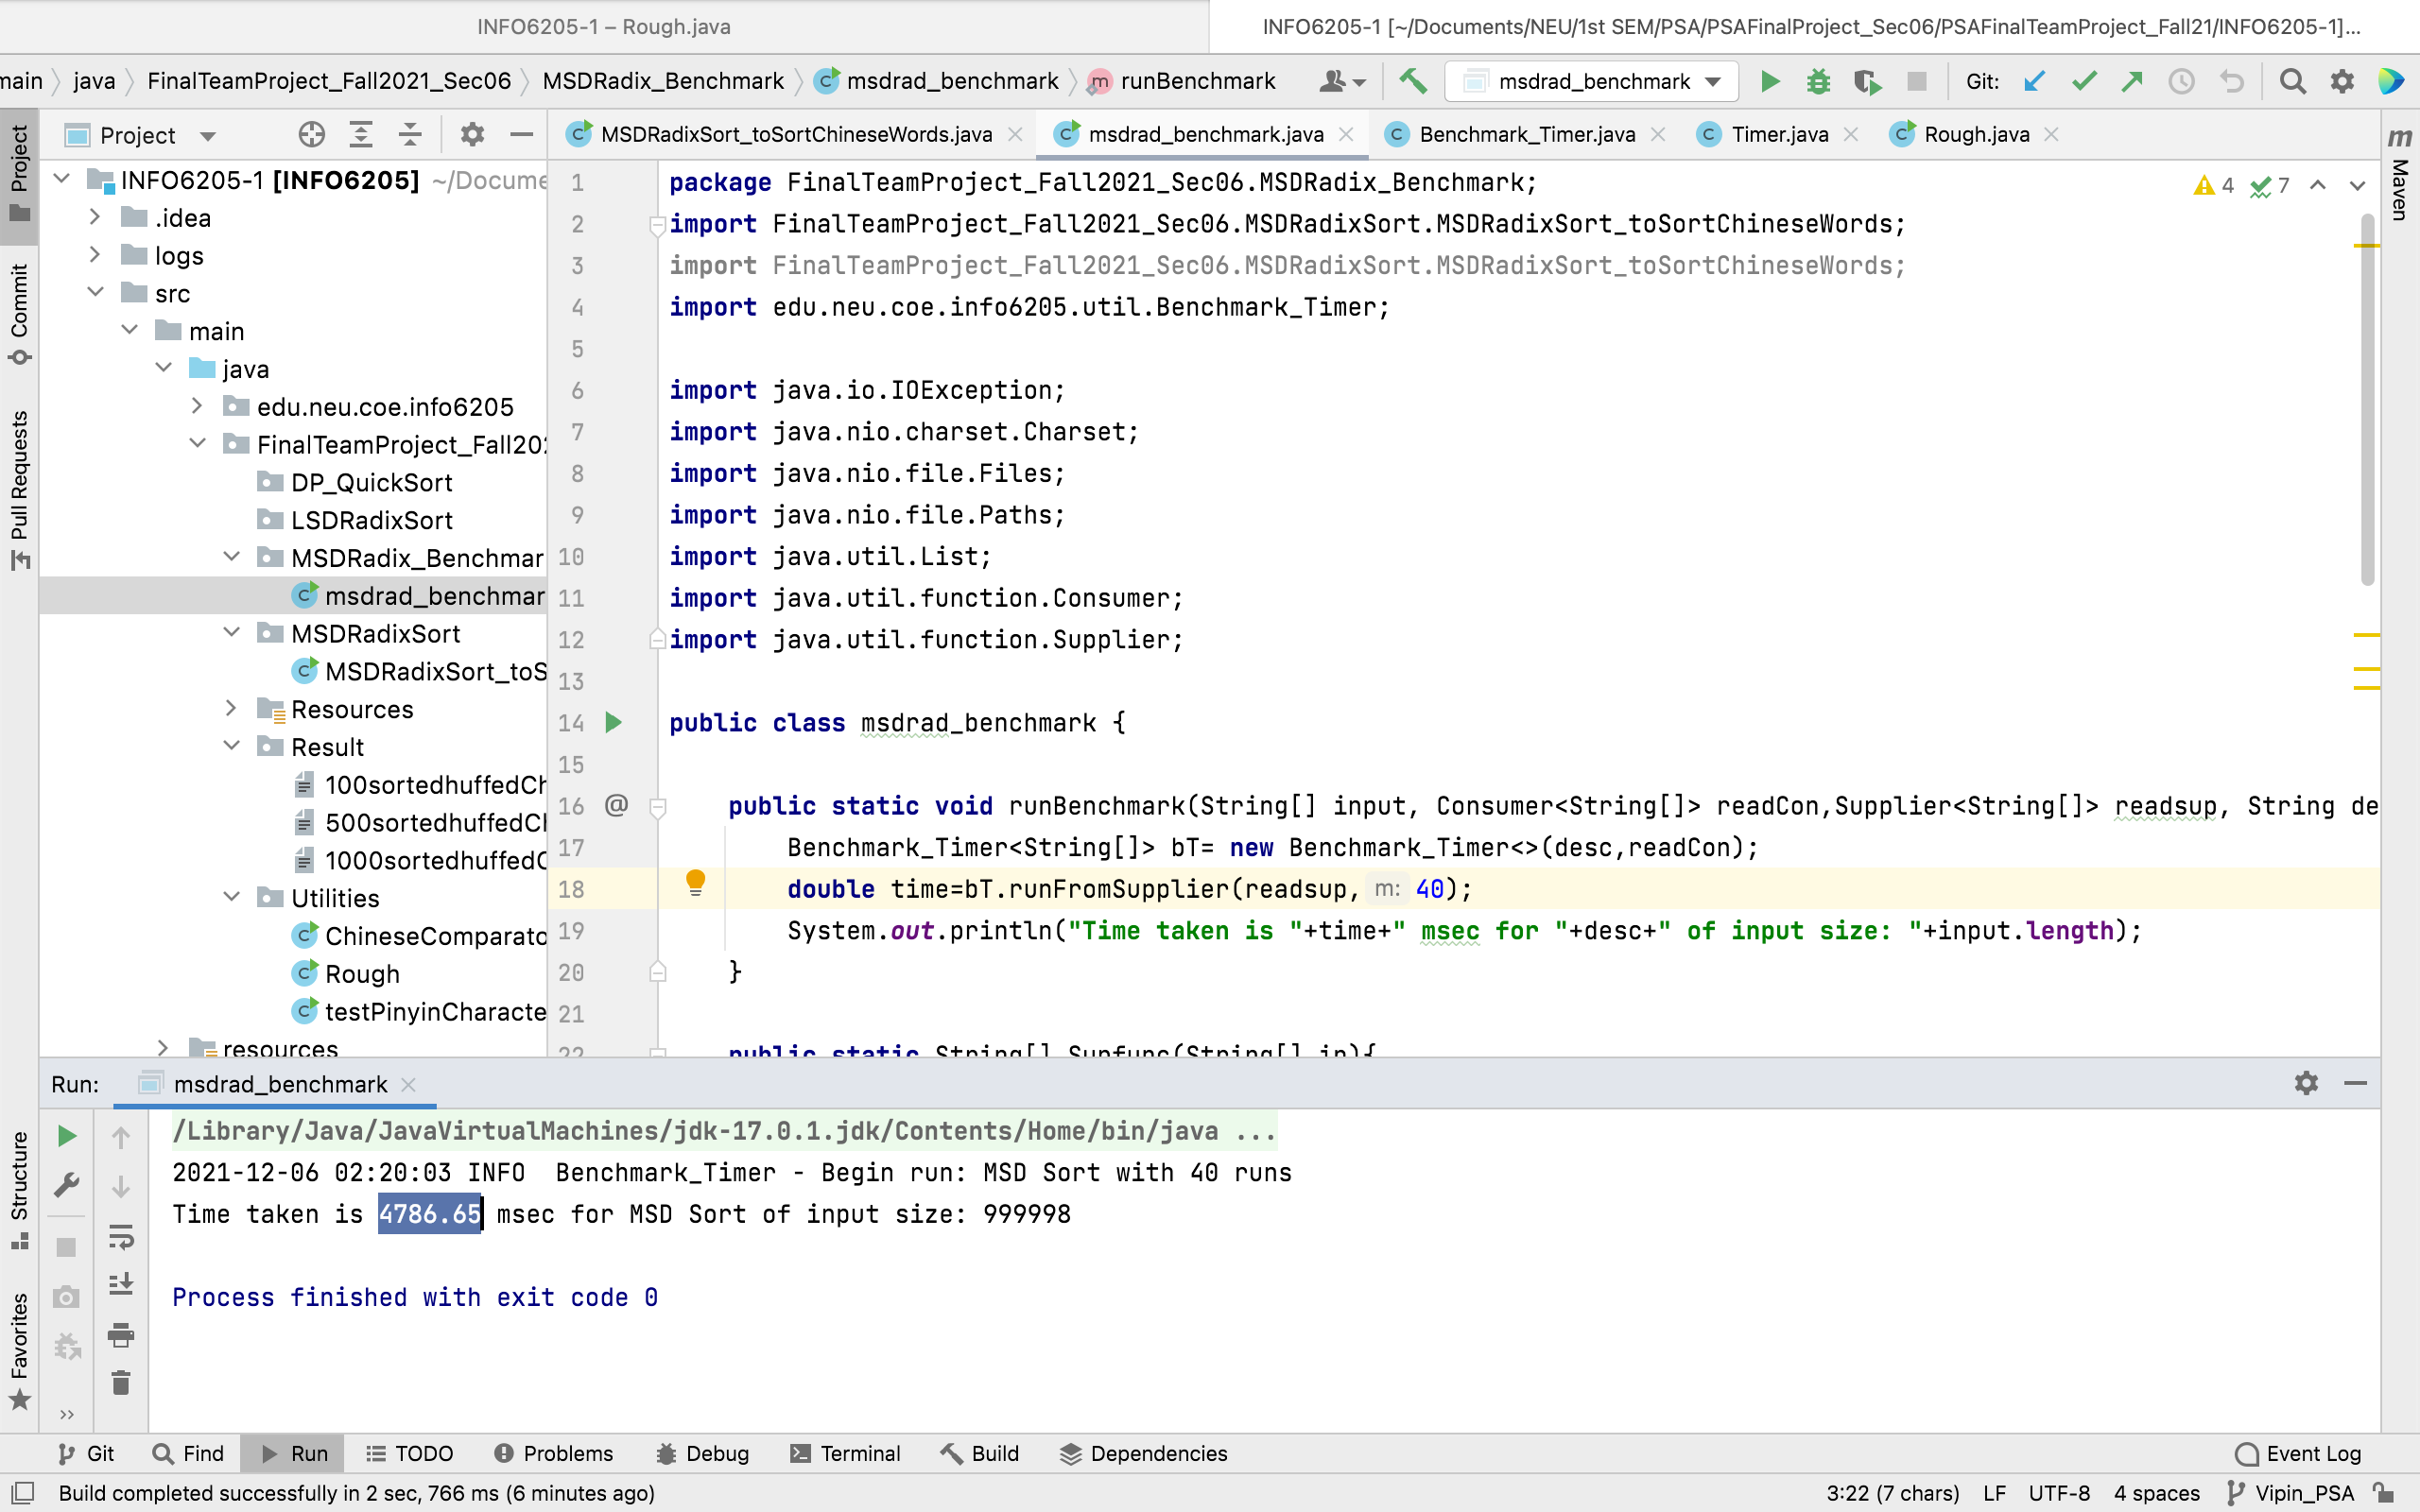 INFO6205-1 – Rough.java
INFO6205-1 [~/Documents/NEU/1st SEM/PSA/PSAFinalProject_Sec06/PSAFinalTeamProject_Fall21/INFO6205-1]...
main java FinalTeamProject_Fall2021_Sec06 MSDRadix_Benchmark msdrad_benchmark runBenchmark msdrad_benchmark Git:
Project
MSDRadixSort_toSortChineseWords.java msdrad_benchmark.java Benchmark_Timer.java Timer.java Rough.java
Project
Commit
Pull Requests
Structure
Favorites
Maven
INFO6205-1 [INFO6205] ~/Docume
.idea
logs
src
main
java
edu.neu.coe.info6205
FinalTeamProject_Fall20
DP_QuickSort
LSDRadixSort
MSDRadix_Benchmar
msdrad_benchmar
MSDRadixSort
MSDRadixSort_toS
Resources
Result
100sortedhuffedCh
500sortedhuffedCh
1000sortedhuffedC
Utilities
ChineseComparato
Rough
testPinyinCharacte
resources
4 7
1 package FinalTeamProject_Fall2021_Sec06.MSDRadix_Benchmark;
2 import FinalTeamProject_Fall2021_Sec06.MSDRadixSort.MSDRadixSort_toSortChineseWords;
3 import FinalTeamProject_Fall2021_Sec06.MSDRadixSort.MSDRadixSort_toSortChineseWords;
4 import edu.neu.coe.info6205.util.Benchmark_Timer;
5
6 import java.io.IOException;
7 import java.nio.charset.Charset;
8 import java.nio.file.Files;
9 import java.nio.file.Paths;
10 import java.util.List;
11 import java.util.function.Consumer;
12 import java.util.function.Supplier;
13
14 public class msdrad_benchmark {
15
16 @ public static void runBenchmark(String[] input, Consumer<String[]> readCon,Supplier<String[]> readsup, String de
17 Benchmark_Timer<String[]> bT= new Benchmark_Timer<>(desc,readCon);
18 double time=bT.runFromSupplier(readsup, m: 40);
19 System.out.println("Time taken is "+time+" msec for "+desc+" of input size: "+input.length);
20 }
21
22 public static String[] Supfunc(String[] in){
Run: msdrad_benchmark
/Library/Java/JavaVirtualMachines/jdk-17.0.1.jdk/Contents/Home/bin/java ...
2021-12-06 02:20:03 INFO  Benchmark_Timer - Begin run: MSD Sort with 40 runs
Time taken is 4786.65 msec for MSD Sort of input size: 999998
Process finished with exit code 0
Git Find Run TODO Problems Debug Terminal Build Dependencies Event Log
Build completed successfully in 2 sec, 766 ms (6 minutes ago) 3:22 (7 chars) LF UTF-8 4 spaces Vipin_PSA